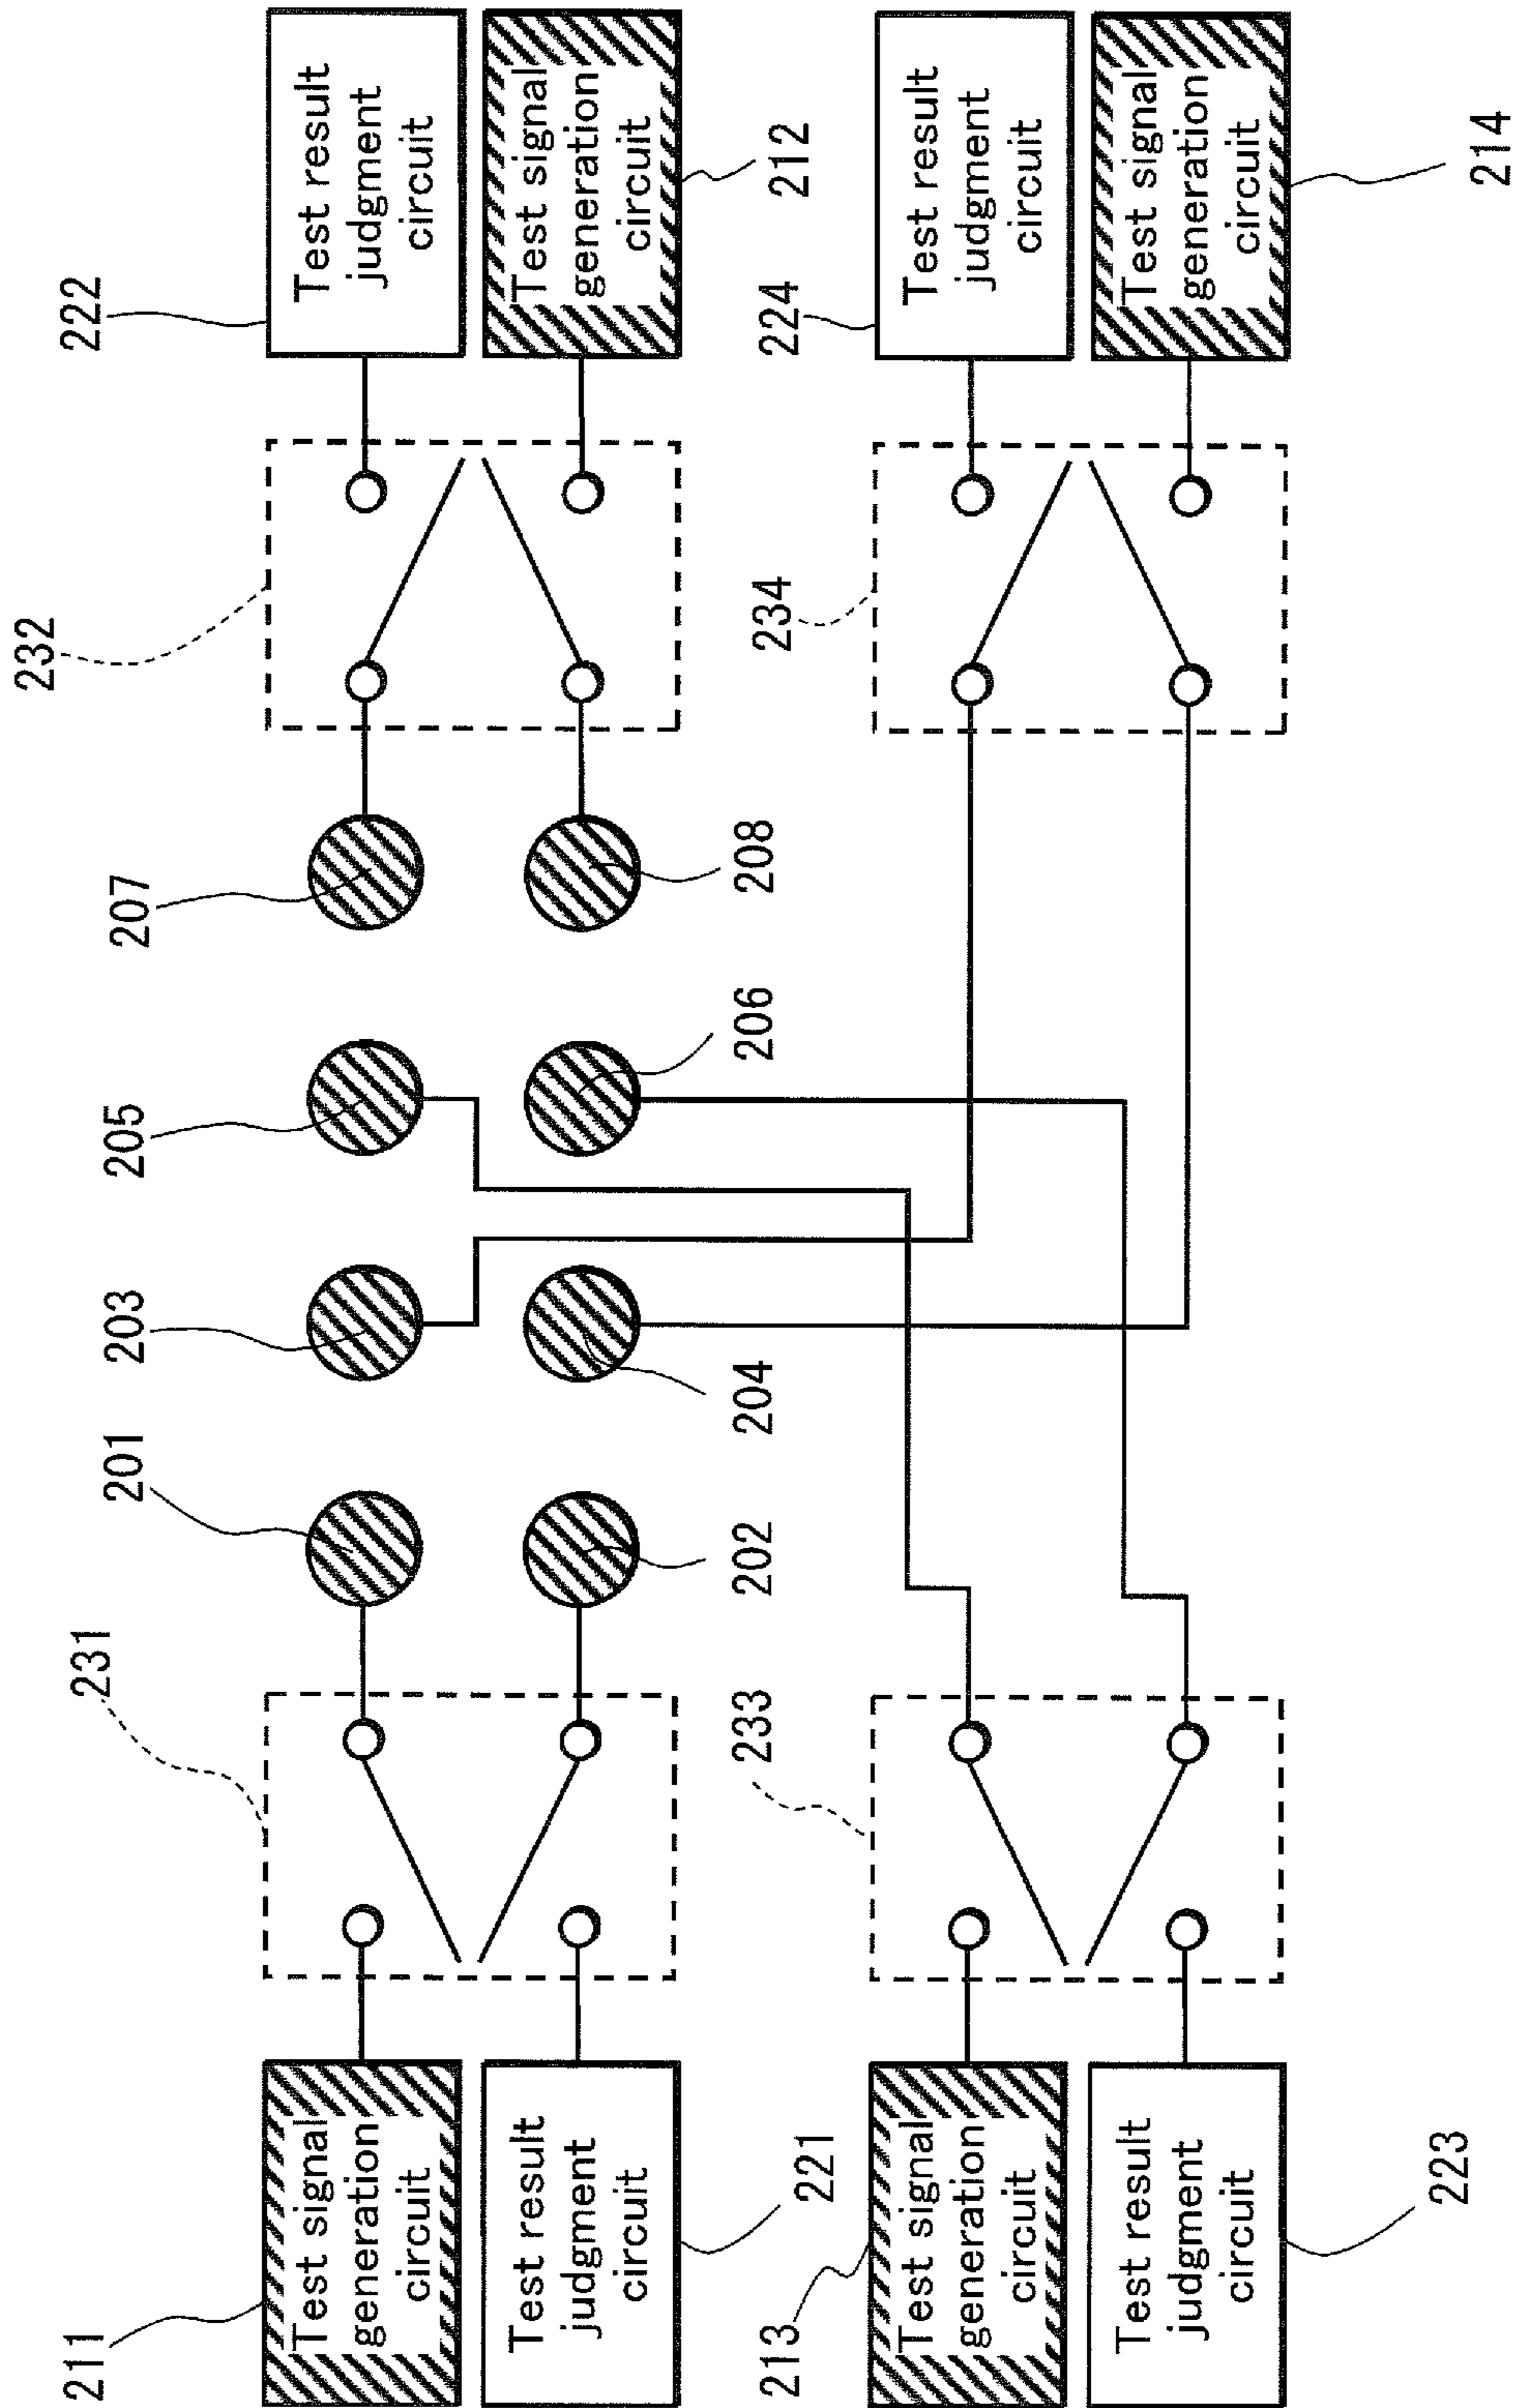 211
Test signal
generation
circuit
Test result
judgment
circuit
221
231
201
202
203
204
205
206
207
208
232
222
Test result
judgment
circuit
Test signal
generation
circuit
212
213
Test signal
generation
circuit
Test result
judgment
circuit
223
233
234
224
Test result
judgment
circuit
Test signal
generation
circuit
214